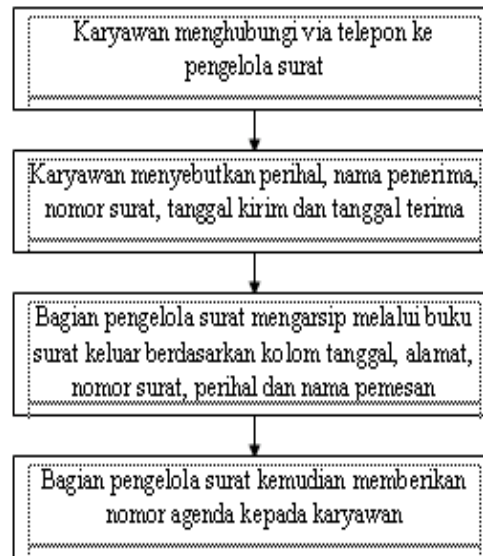 Karyawan menghubungi via telepon ke
pengelola surat
Karyawan menyebutkan perihal, nama penerima,
nomor surat, tanggal kirim dan tanggal terima
Bagian pengelola surat mengarsip melalui buku
surat keluar berdasarkan kolom tanggal, alamat,
nomor surat, perihal dan nama pemesan
Bagian pengelola surat kemudian memberikan
nomor agenda kepada karyawan